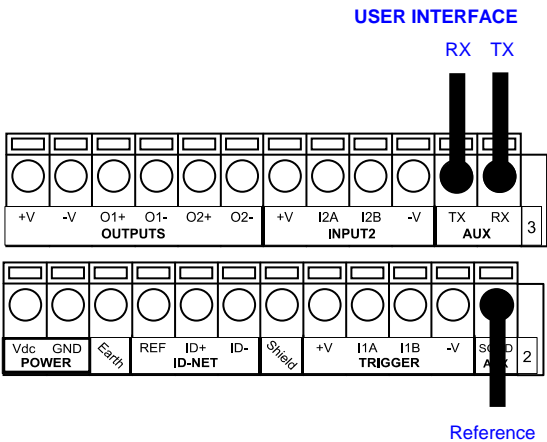 USER INTERFACE
RX TX
+V -V O1+ O1- O2+ O2- +V I2A I2B -V TX RX
OUTPUTS INPUT2 AUX 3
Vdc GND Earth REF ID+ ID- Shield +V I1A I1B -V
POWER ID-NET TRIGGER 2
Reference